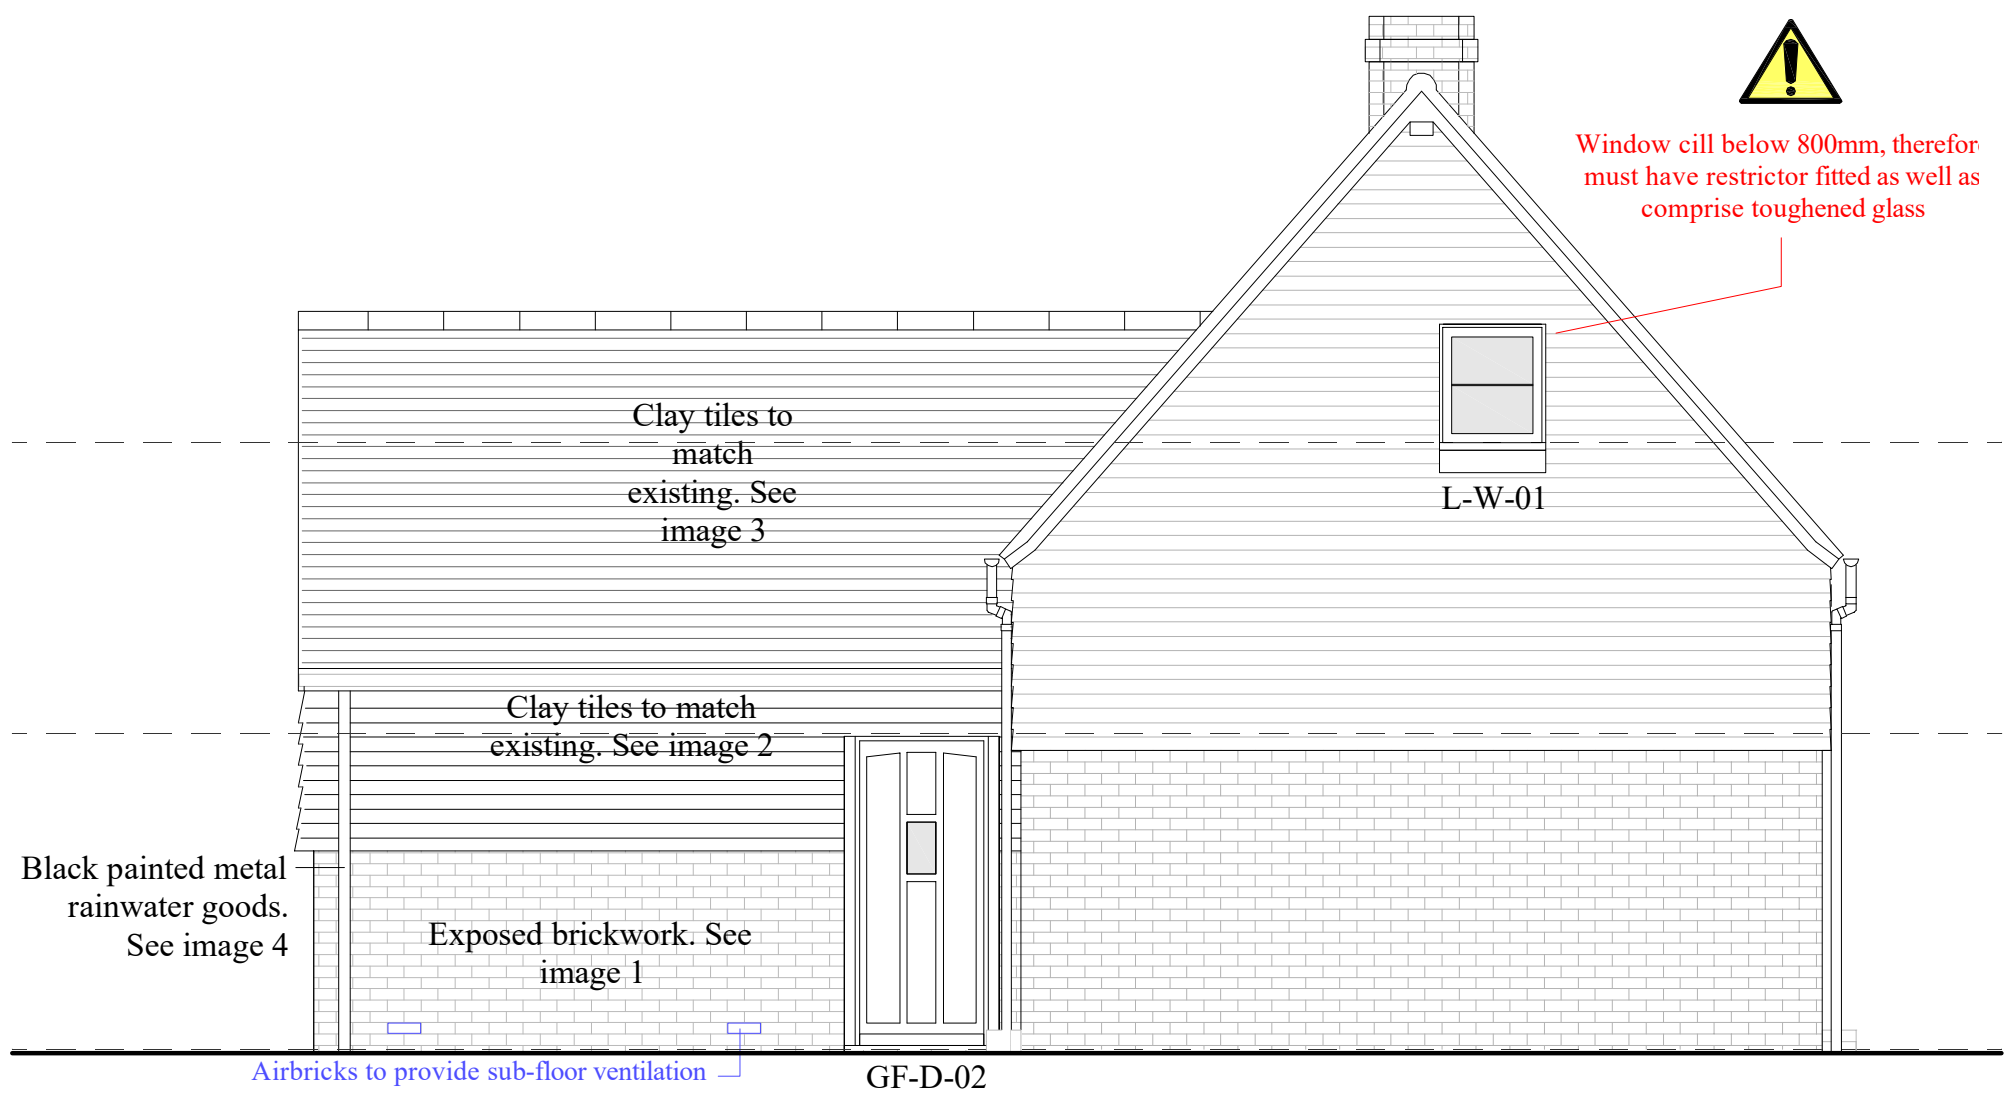 Window cill below 800mm, therefor
must have restrictor fitted as well as
comprise toughened glass
Clay tiles to
match
existing. See
image 3
L-W-01
Clay tiles to match
existing. See image 2
Black painted metal
rainwater goods.
See image 4
Exposed brickwork. See
image 1
Airbricks to provide sub-floor ventilation
GF-D-02